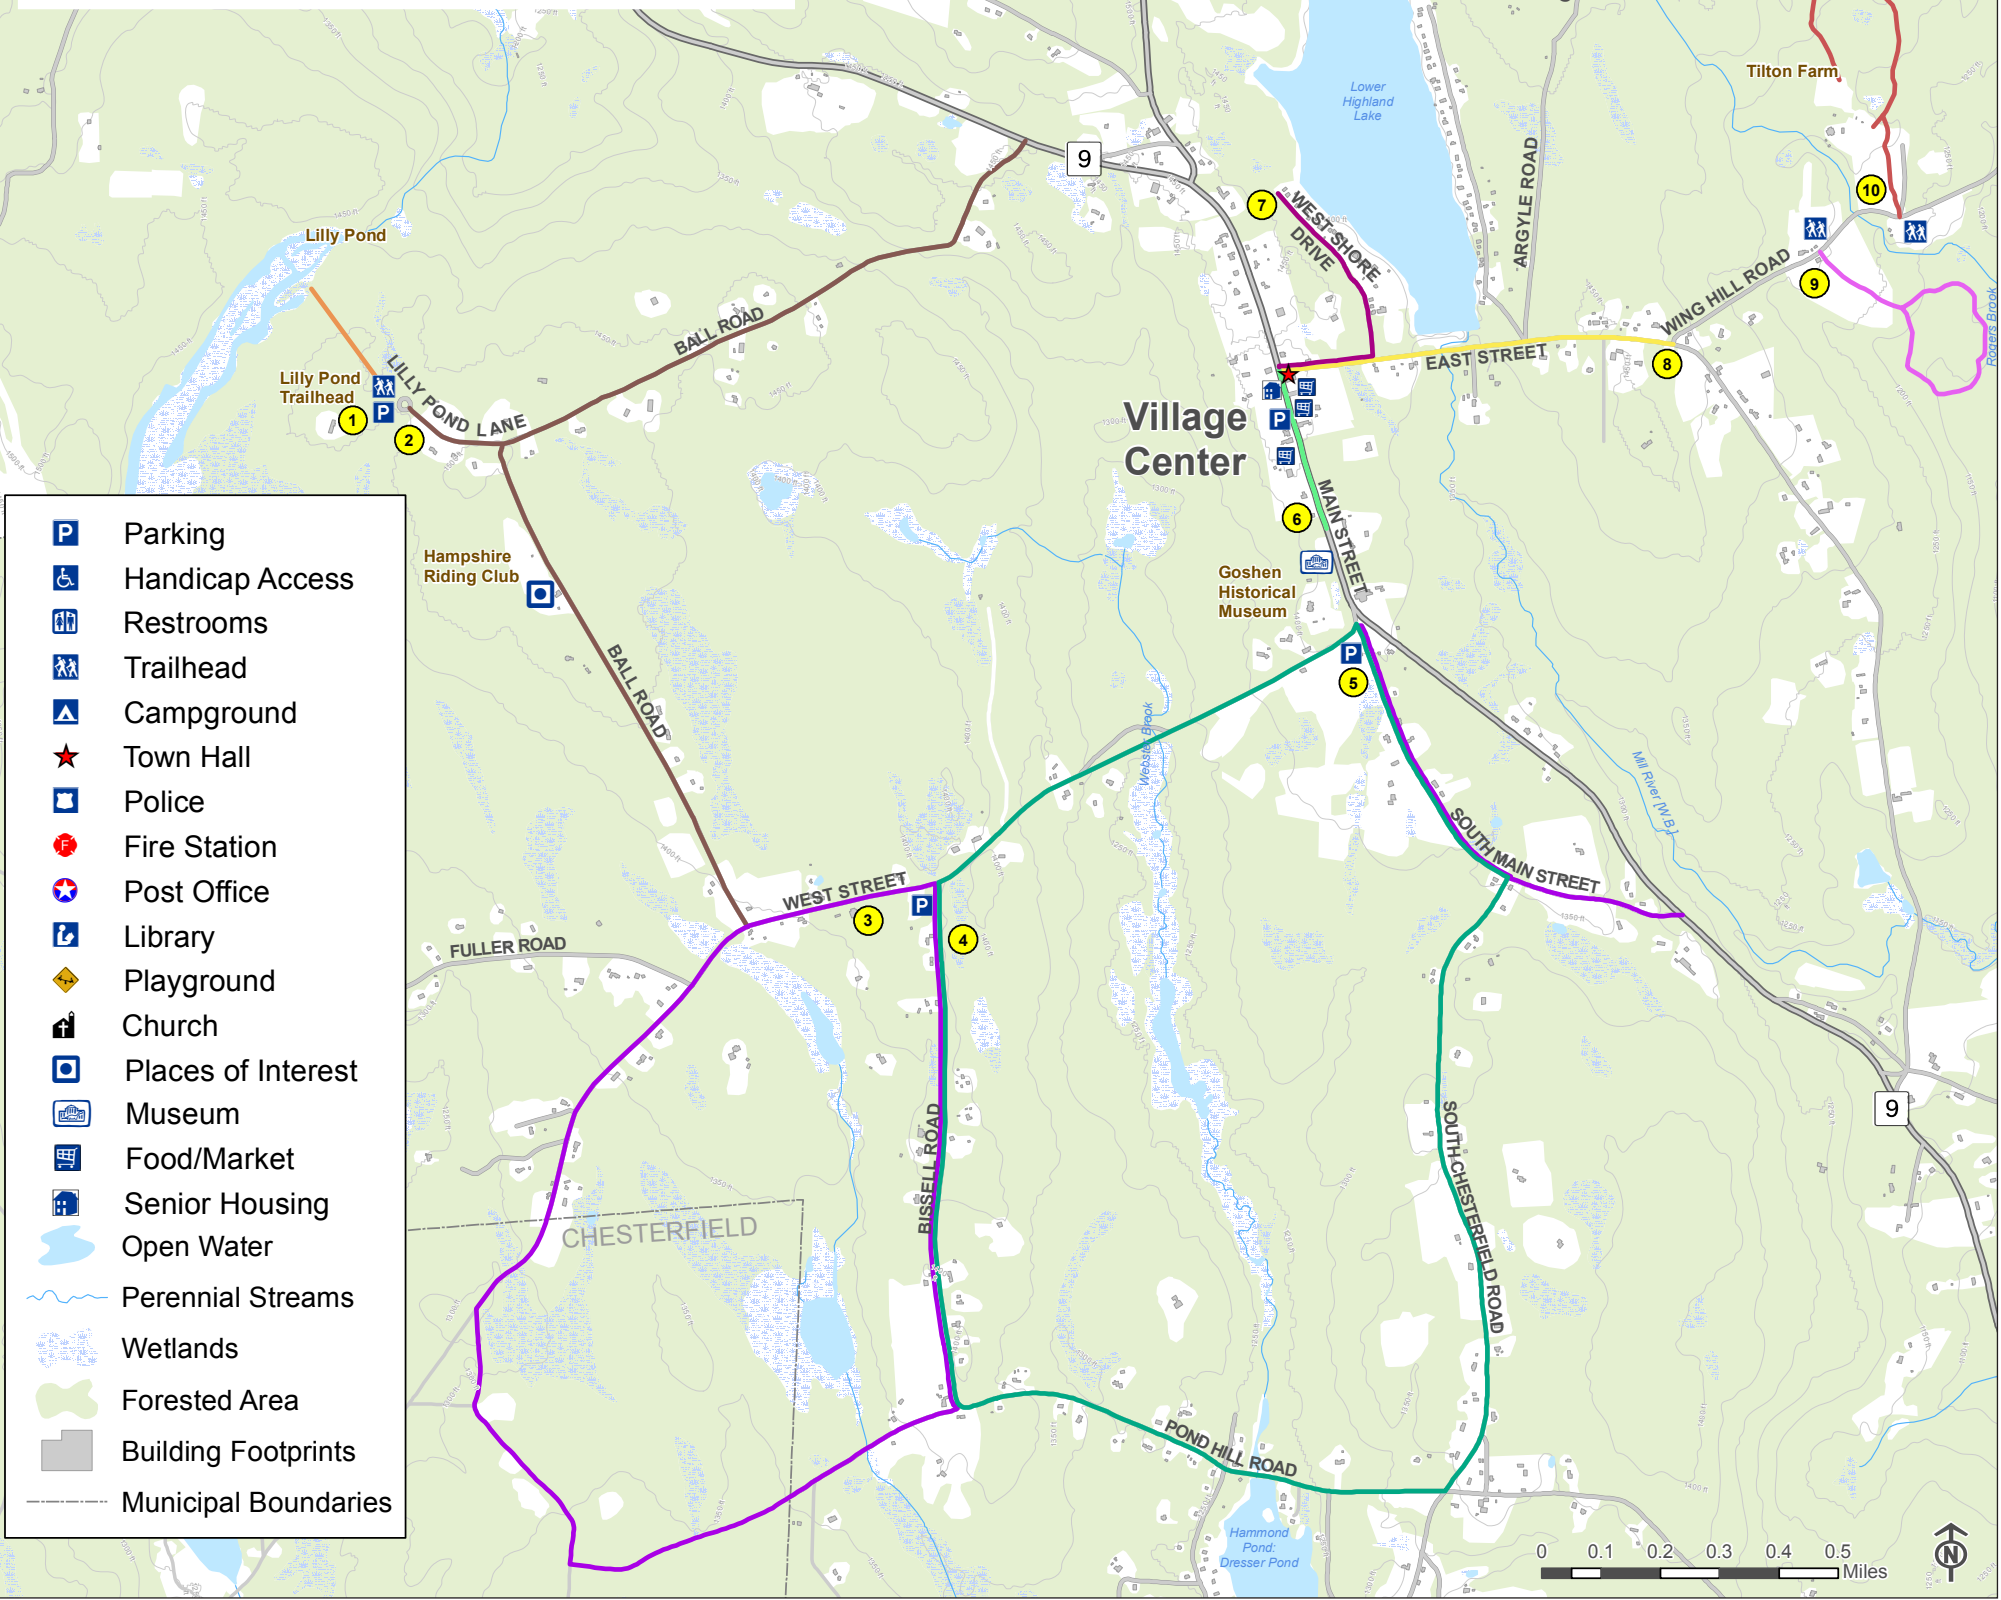 9
Lower
Highland
Lake
Tilton Farm
ARGYLE ROAD
10
7
WEST SHORE
DRIVE
Lilly Pond
WING HILL ROAD
9
Rogers Brook
BALL ROAD
EAST STREET
8
Lilly Pond
Trailhead
LILLY POND LANE
1
P
2
Village
Center
P
MAIN STREET
6
Hampshire
Riding Club
Goshen
Historical
Museum
BALL ROAD
P
5
Webster Brook
Mill River [W.B.]
SOUTH MAIN STREET
WEST STREET
P
3
4
FULLER ROAD
9
BISSELL ROAD
SOUTH CHESTERFIELD ROAD
CHESTERFIELD
POND HILL ROAD
Hammond
Pond:
Dresser Pond
P Parking
Handicap Access
Restrooms
Trailhead
Campground
Town Hall
Police
F Fire Station
Post Office
Library
Playground
Church
Places of Interest
Museum
Food/Market
Senior Housing
Open Water
Perennial Streams
Wetlands
Forested Area
Building Footprints
Municipal Boundaries
0 0.1 0.2 0.3 0.4 0.5
Miles
N